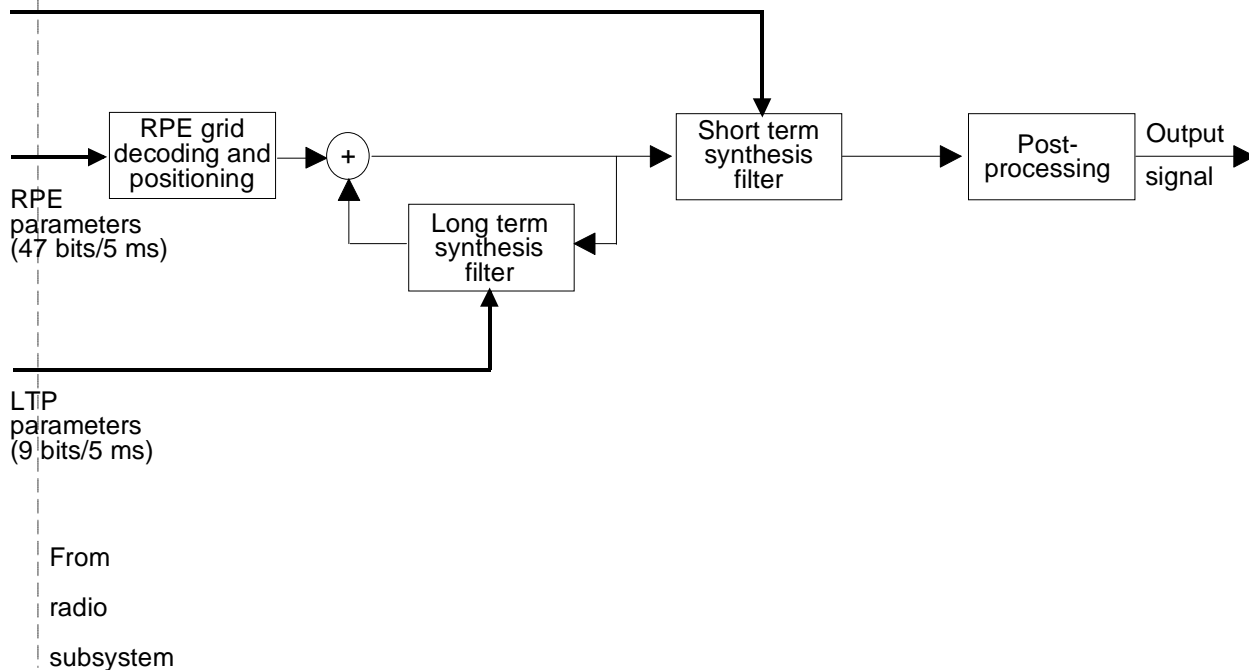 RPE grid
decoding and
positioning
+
Short term
synthesis
filter
Post-
processing
Output
signal
RPE
parameters
(47 bits/5 ms)
Long term
synthesis
filter
LTP
parameters
(9 bits/5 ms)
From
radio
subsystem